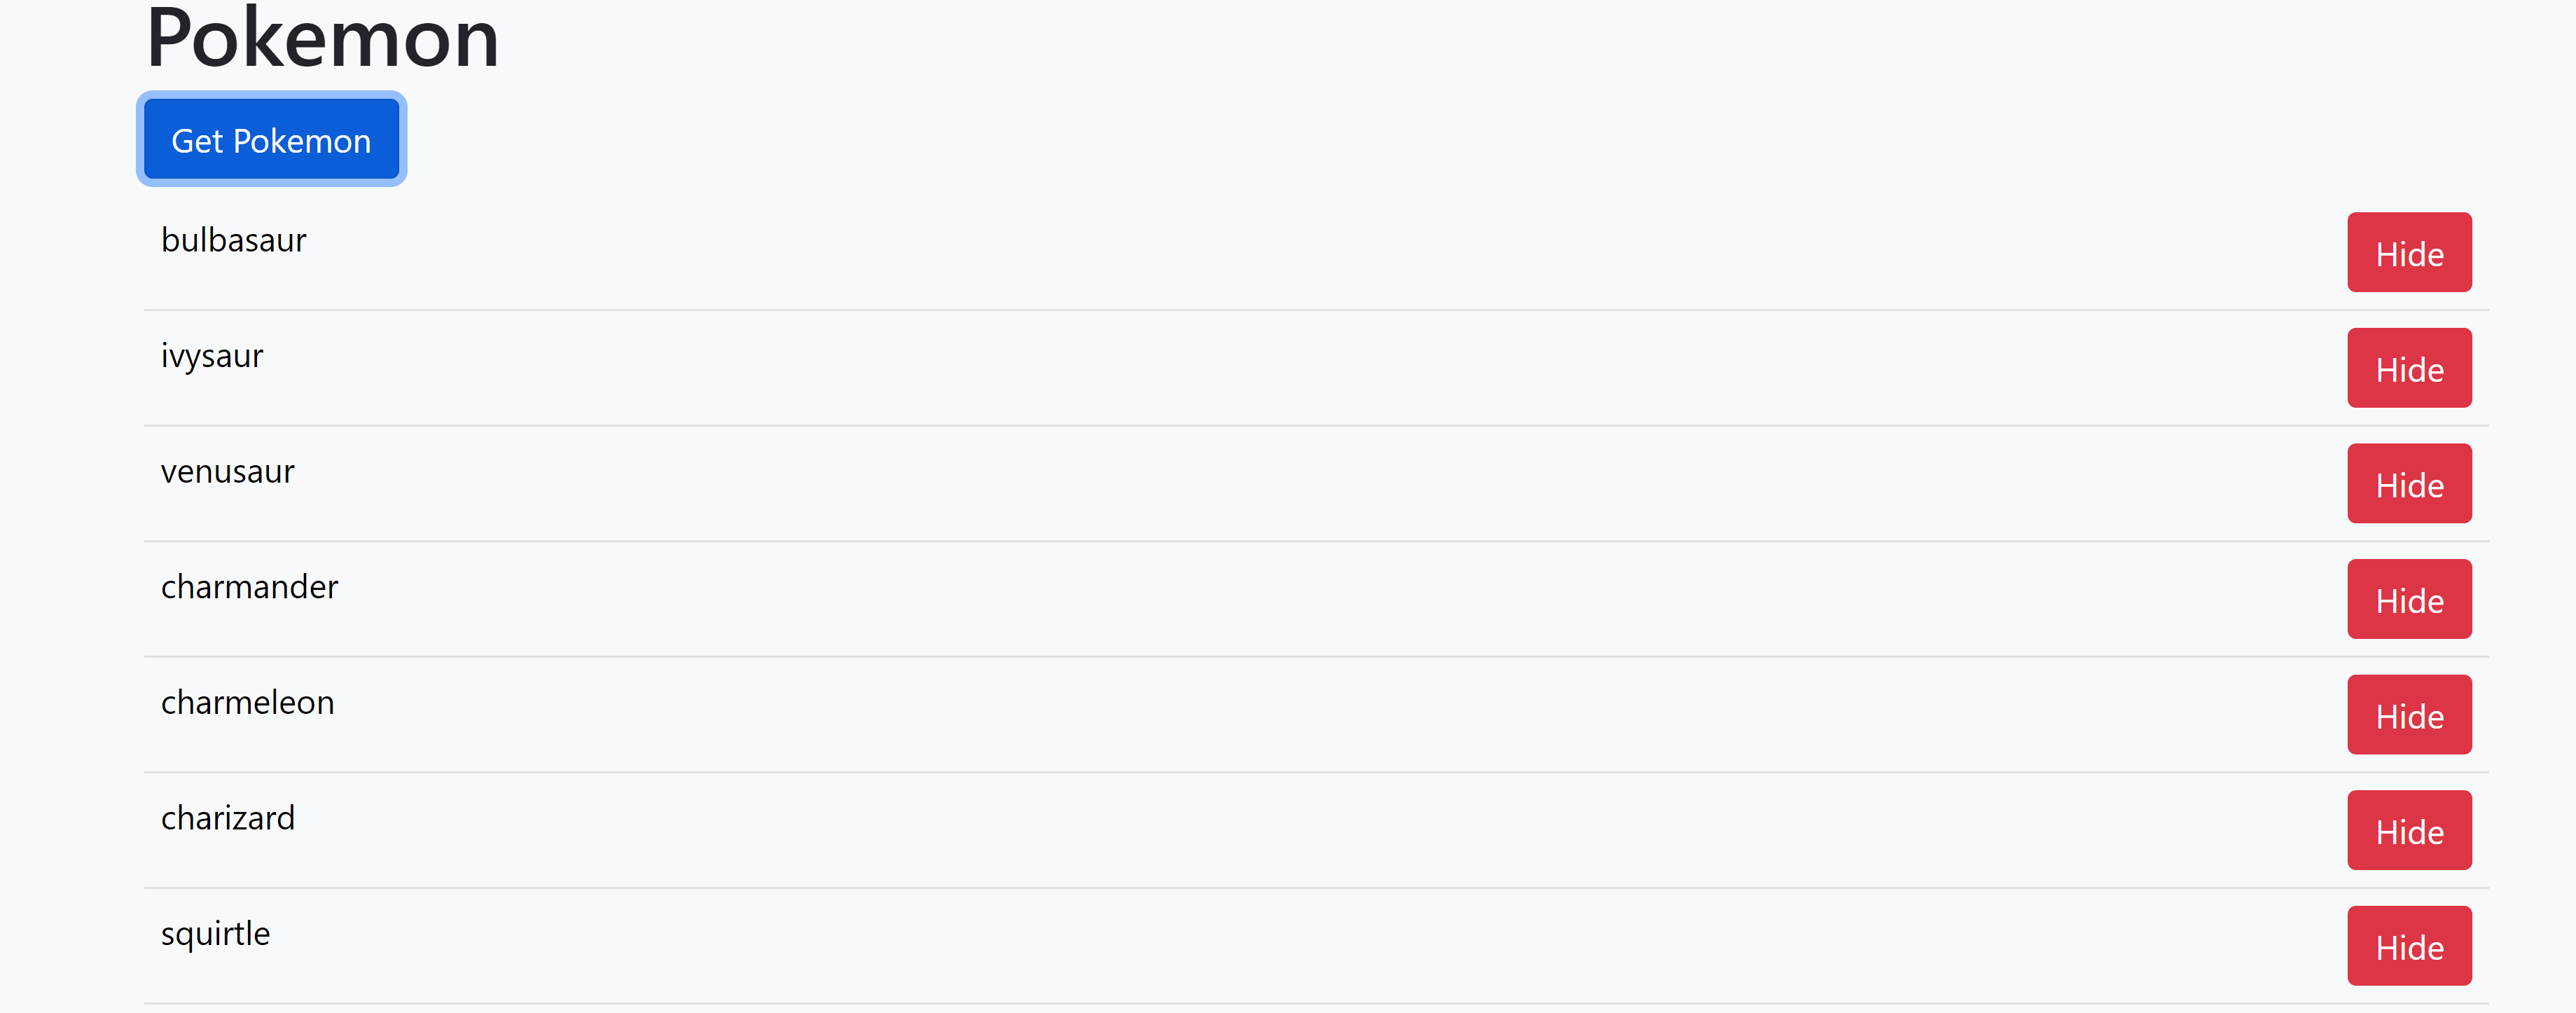 Pokemon
Get Pokemon
bulbasaur Hide
ivysaur Hide
venusaur Hide
charmander Hide
charmeleon Hide
charizard Hide
squirtle Hide